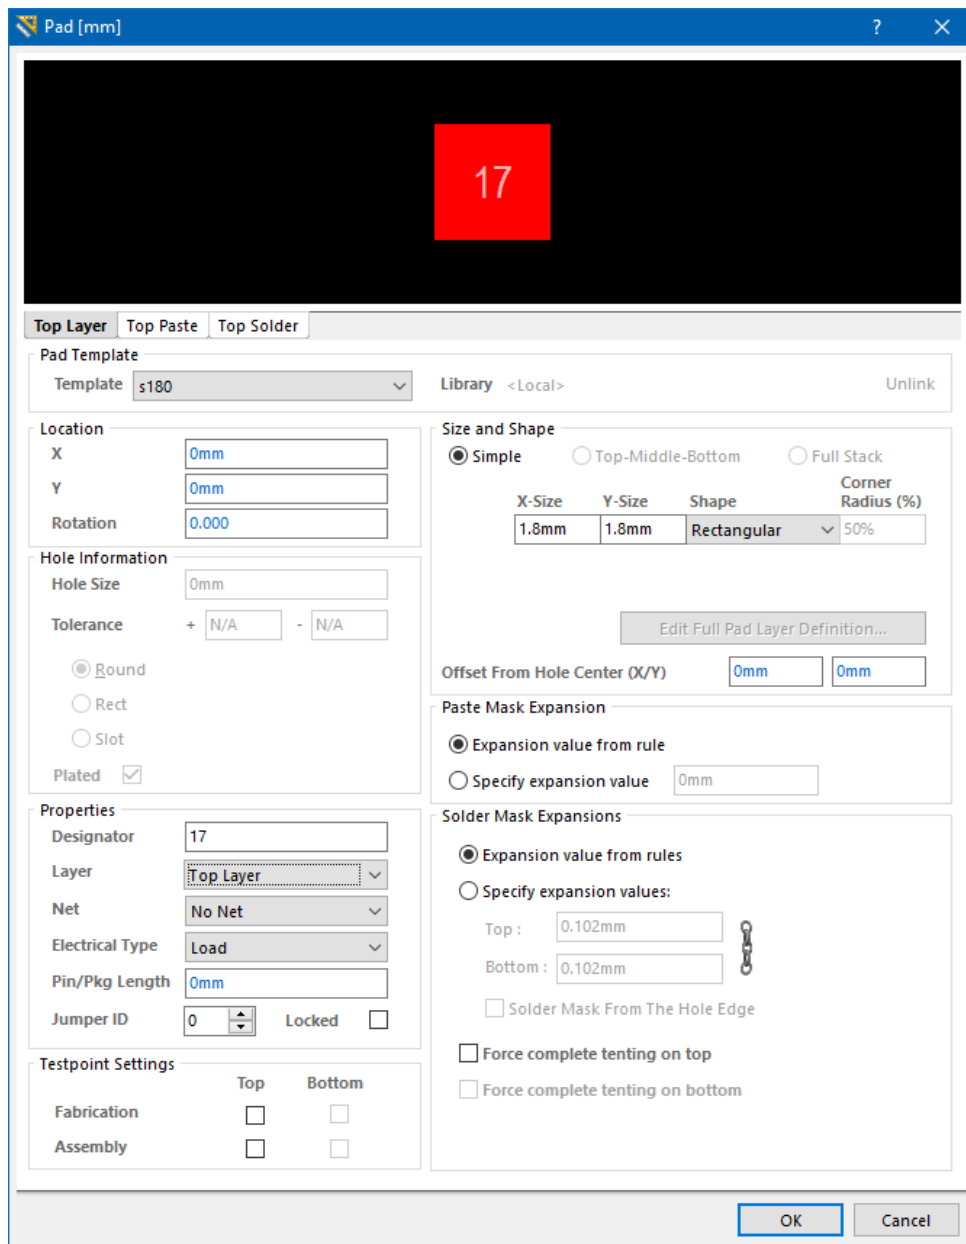 Pad [mm]
?
17
Top Layer
Top Paste
Top Solder
Pad Template
Template
s180
Library
<Local>
Unlink
Location
X
0mm
Y
0mm
Rotation
0.000
Hole Information
Hole Size
0mm
Tolerance
+
N/A
-
N/A
Round
Rect
Slot
Plated
Properties
Designator
17
Layer
Top Layer
Net
No Net
Electrical Type
Load
Pin/Pkg Length
0mm
Jumper ID
0
Locked
Testpoint Settings
Top
Bottom
Fabrication
Assembly
Size and Shape
Simple
Top-Middle-Bottom
Full Stack
X-Size
Y-Size
Shape
Corner
Radius (%)
1.8mm
1.8mm
Rectangular
50%
Edit Full Pad Layer Definition...
Offset From Hole Center (X/Y)
0mm
0mm
Paste Mask Expansion
Expansion value from rule
Specify expansion value
0mm
Solder Mask Expansions
Expansion value from rules
Specify expansion values:
Top :
0.102mm
Bottom :
0.102mm
Solder Mask From The Hole Edge
Force complete tenting on top
Force complete tenting on bottom
OK
Cancel